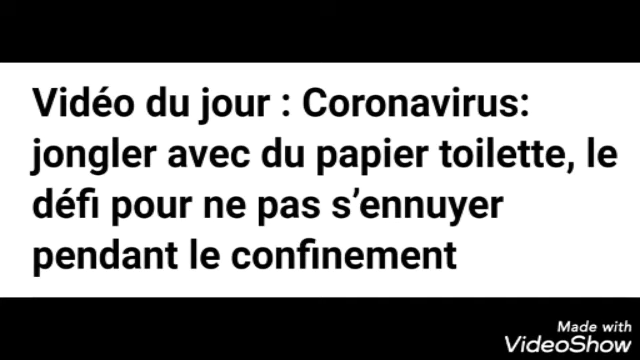 Vidéo du jour : Coronavirus:
jongler avec du papier toilette, le
défi pour ne pas s’ennuyer
pendant le confinement
Made with
VideoShow